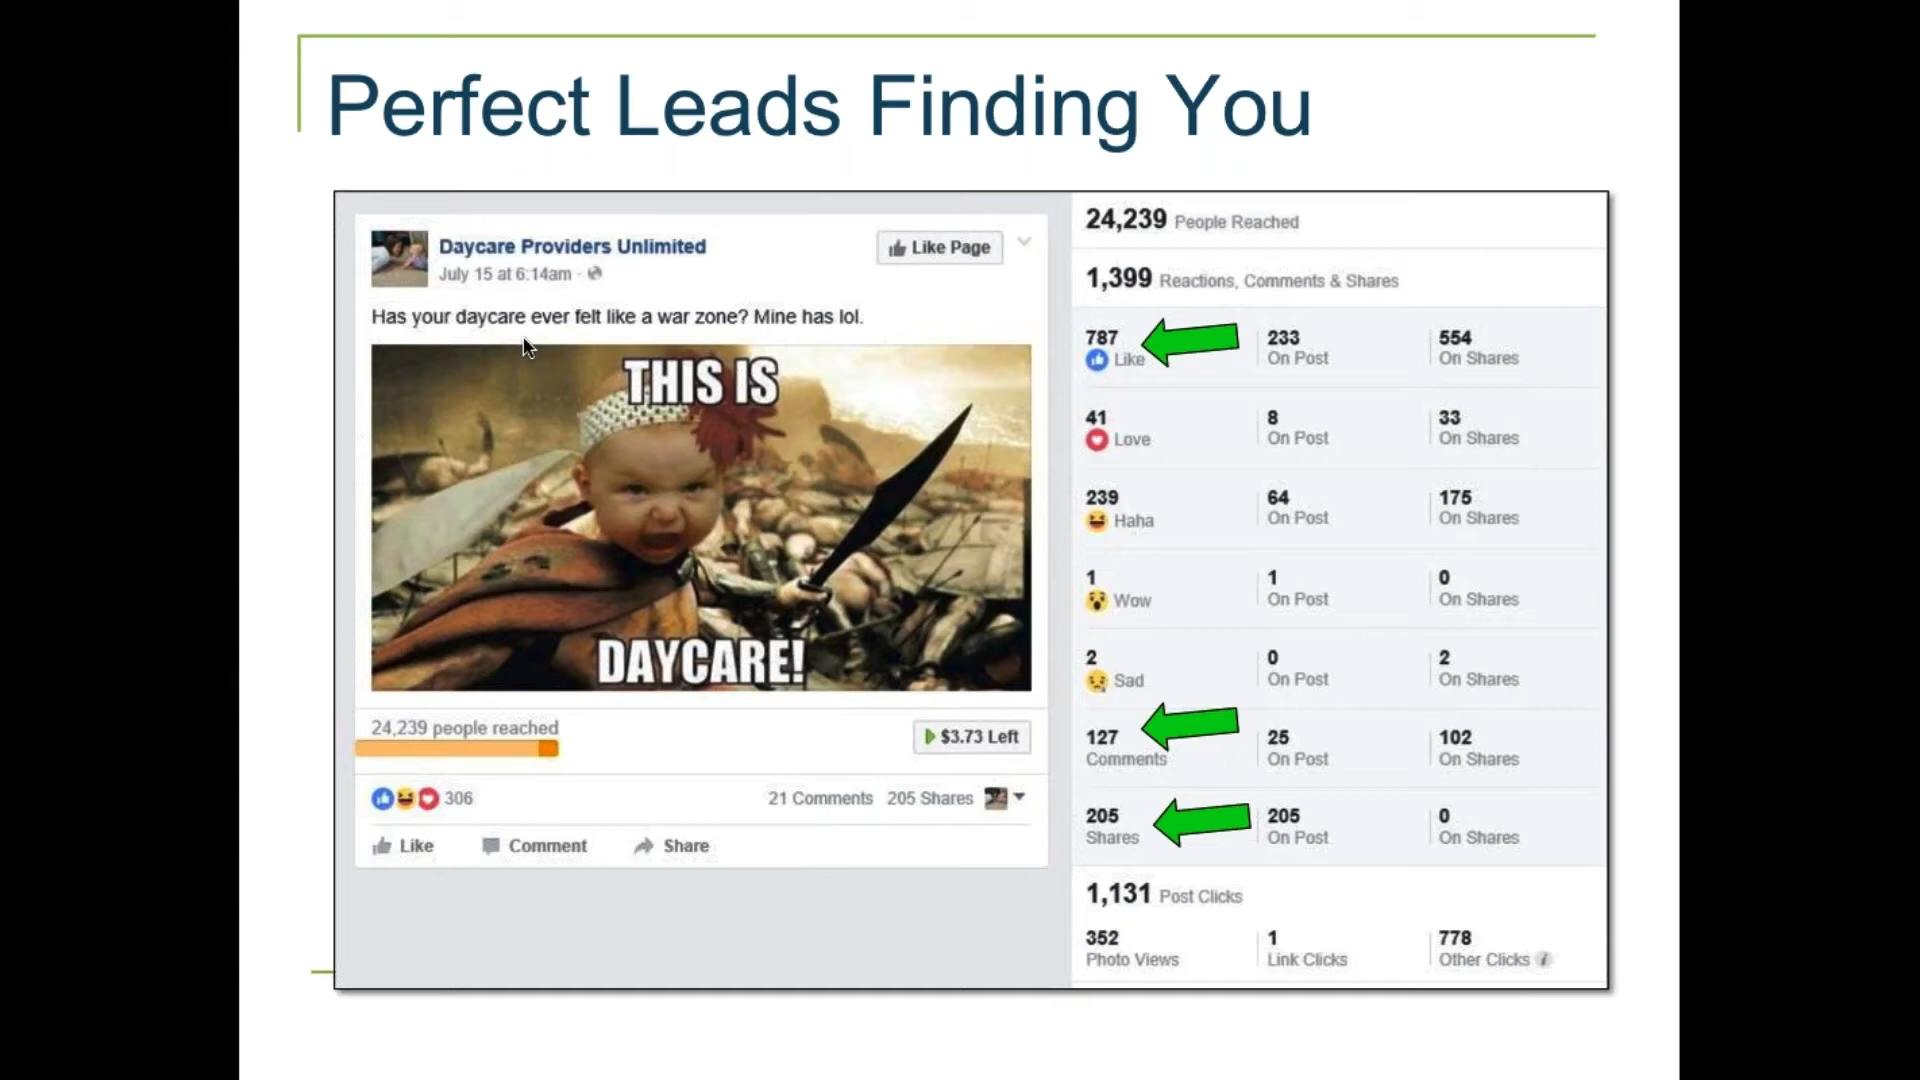 Perfect Leads Finding You
Daycare Providers Unlimited
July 15 at 6:14am ·
Like Page
Has your daycare ever felt like a war zone? Mine has lol.
THIS IS
DAYCARE!
24,239 people reached
$3.73 Left
306
21 Comments 205 Shares
Like Comment Share
24,239 People Reached
1,399 Reactions, Comments & Shares
787 233 554
Like On Post On Shares
41 8 33
Love On Post On Shares
239 64 175
Haha On Post On Shares
1 1 0
Wow On Post On Shares
2 0 2
Sad On Post On Shares
127 25 102
Comments On Post On Shares
205 205 0
Shares On Post On Shares
1,131 Post Clicks
352 1 778
Photo Views Link Clicks Other Clicks i